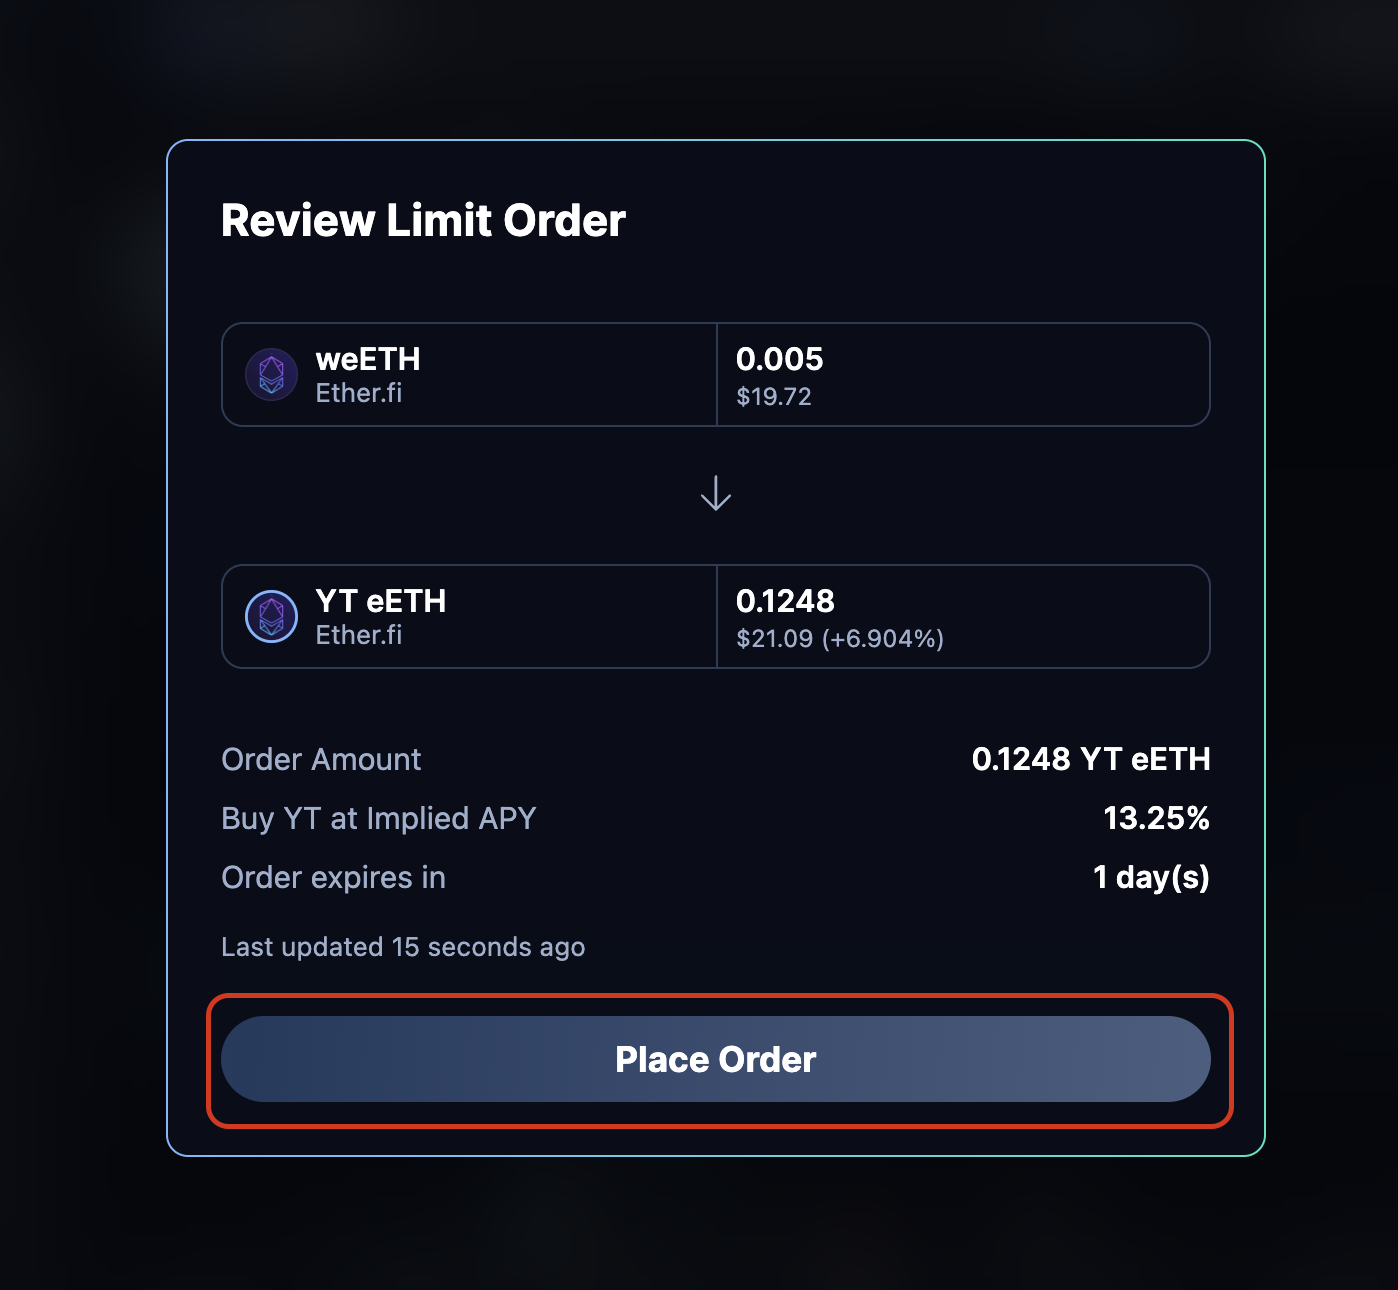 Review Limit Order
weETH
Ether.fi
0.005
$19.72
YT eETH
Ether.fi
0.1248
$21.09 (+6.904%)
Order Amount
0.1248 YT eETH
Buy YT at Implied APY
13.25%
Order expires in
1 day(s)
Last updated 15 seconds ago
Place Order